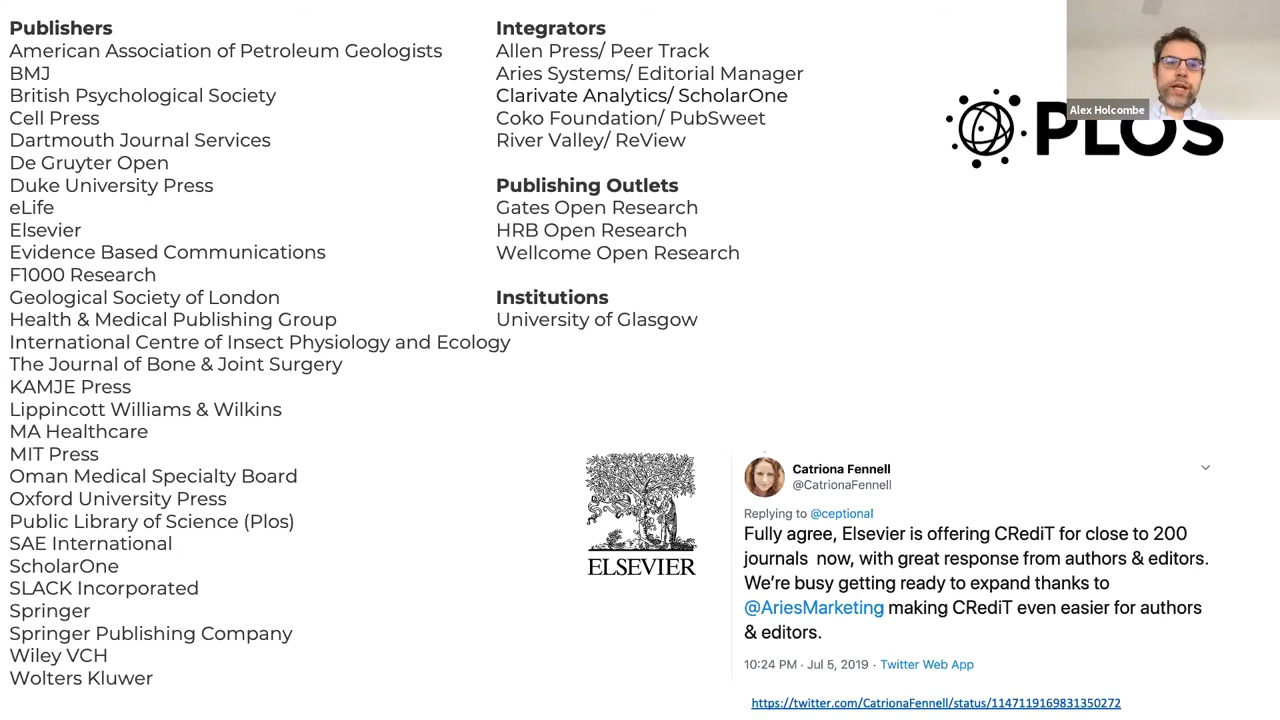 Publishers
American Association of Petroleum Geologists
BMJ
British Psychological Society
Cell Press
Dartmouth Journal Services
De Gruyter Open
Duke University Press
eLife
Elsevier
Evidence Based Communications
F1000 Research
Geological Society of London
Health & Medical Publishing Group
International Centre of Insect Physiology and Ecology
The Journal of Bone & Joint Surgery
KAMJE Press
Lippincott Williams & Wilkins
MA Healthcare
MIT Press
Oman Medical Specialty Board
Oxford University Press
Public Library of Science (Plos)
SAE International
ScholarOne
SLACK Incorporated
Springer
Springer Publishing Company
Wiley VCH
Wolters Kluwer
Integrators
Allen Press/ Peer Track
Aries Systems/ Editorial Manager
Clarivate Analytics/ ScholarOne
Coko Foundation/ PubSweet
River Valley/ ReView
Publishing Outlets
Gates Open Research
HRB Open Research
Wellcome Open Research
Institutions
University of Glasgow
Alex Holcombe
PLOS
ELSEVIER
Catriona Fennell
@CatrionaFennell
Replying to @ceptional
Fully agree, Elsevier is offering CRediT for close to 200
journals now, with great response from authors & editors.
We're busy getting ready to expand thanks to
@AriesMarketing making CRediT even easier for authors
& editors.
10:24 PM · Jul 5, 2019 · Twitter Web App
https://twitter.com/CatrionaFennell/status/1147119169831350272